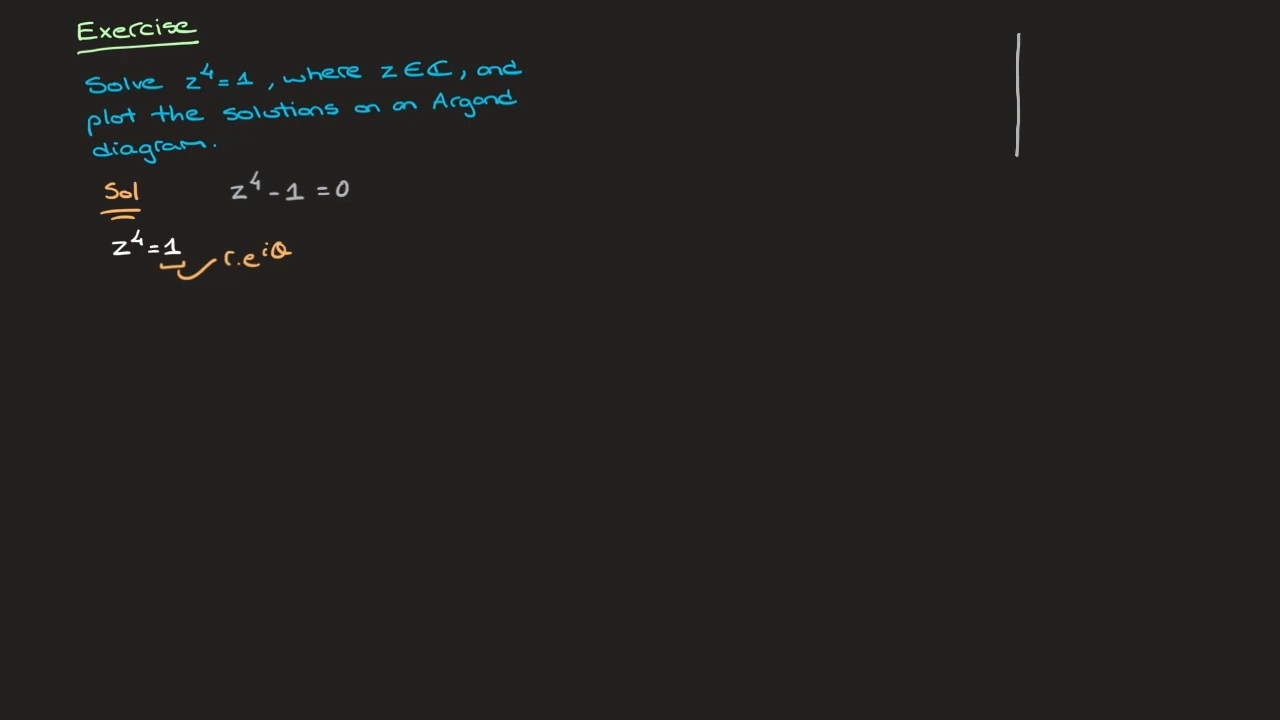 Exercise
Solve z⁴ = 1, where z ∈ ℂ, and
plot the solutions on an Argand
diagram.
Sol z⁴ - 1 = 0
z⁴ = 1 r.e^{iθ}